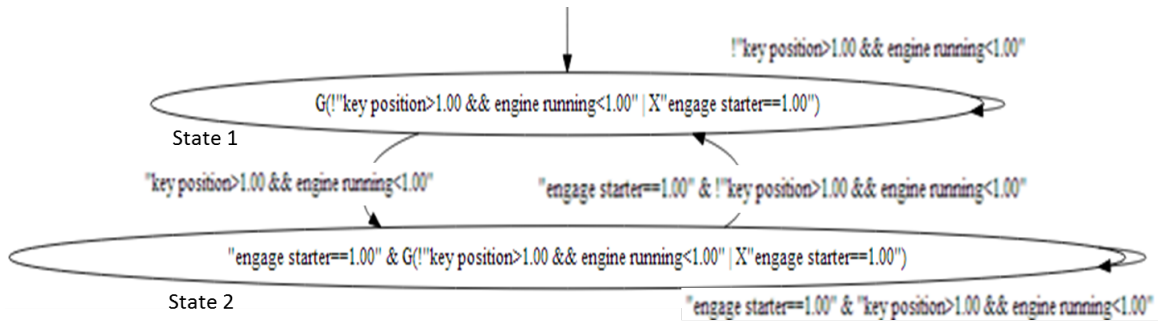 !"key position>1.00 && engine running<1.00"
G(!"key position>1.00 && engine running<1.00" | X"engage starter==1.00")
State 1
"key position>1.00 && engine running<1.00"
"engage starter==1.00" & !"key position>1.00 && engine running<1.00"
"engage starter==1.00" & G(!"key position>1.00 && engine running<1.00" | X"engage starter==1.00")
State 2
"engage starter==1.00" & "key position>1.00 && engine running<1.00"